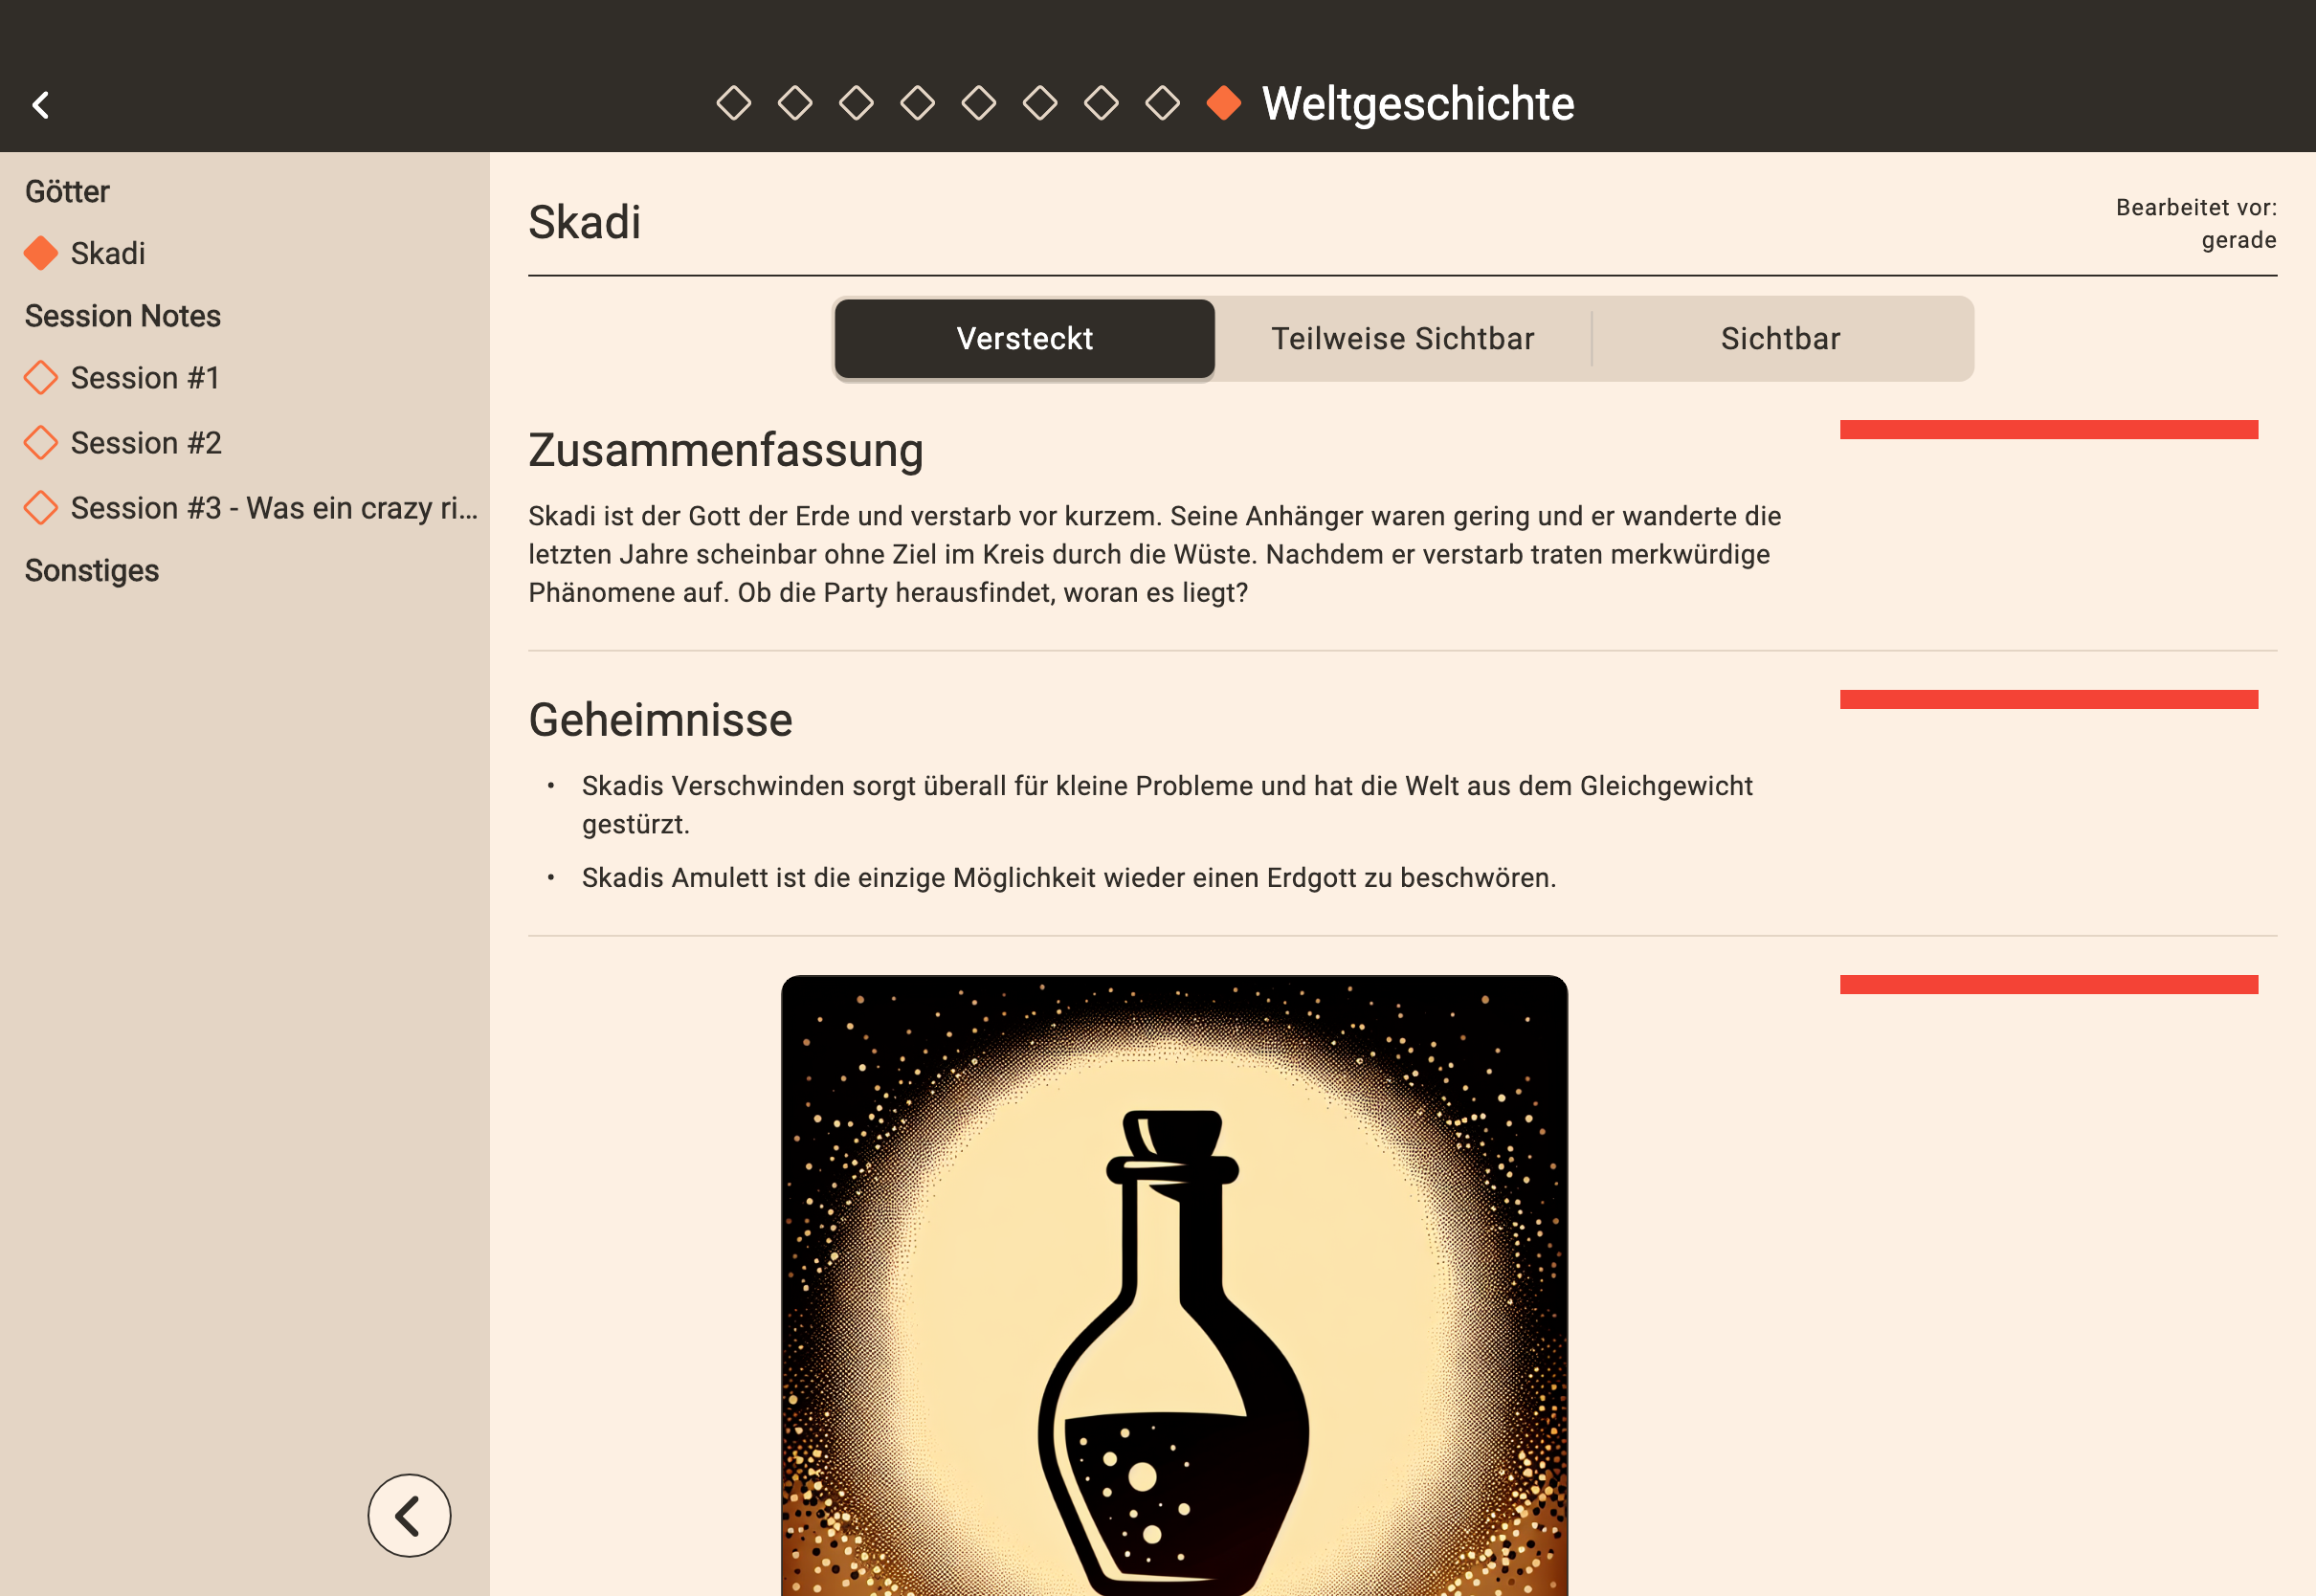 Weltgeschichte
Götter
Skadi
Session Notes
Session #1
Session #2
Session #3 - Was ein crazy ri...
Sonstiges
Skadi
Bearbeitet vor:
gerade
Versteckt
Teilweise Sichtbar
Sichtbar
Zusammenfassung
Skadi ist der Gott der Erde und verstarb vor kurzem. Seine Anhänger waren gering und er wanderte die
letzten Jahre scheinbar ohne Ziel im Kreis durch die Wüste. Nachdem er verstarb traten merkwürdige
Phänomene auf. Ob die Party herausfindet, woran es liegt?
Geheimnisse
• Skadis Verschwinden sorgt überall für kleine Probleme und hat die Welt aus dem Gleichgewicht
gestürzt.
• Skadis Amulett ist die einzige Möglichkeit wieder einen Erdgott zu beschwören.